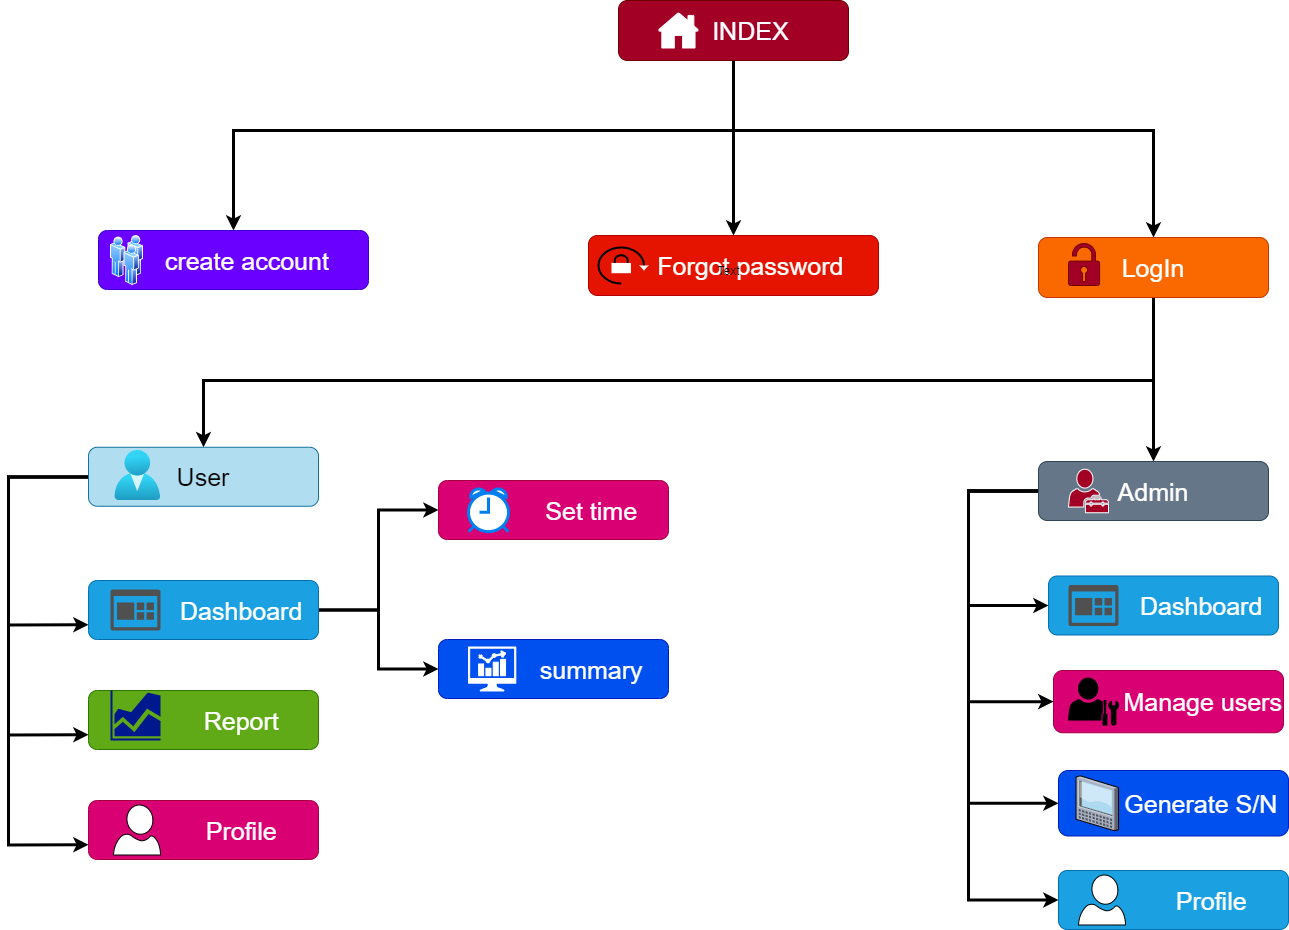 INDEX
create account
Forgot password
Text
LogIn
User
Admin
Set time
Dashboard
Dashboard
summary
Manage users
Report
Generate S/N
Profile
Profile